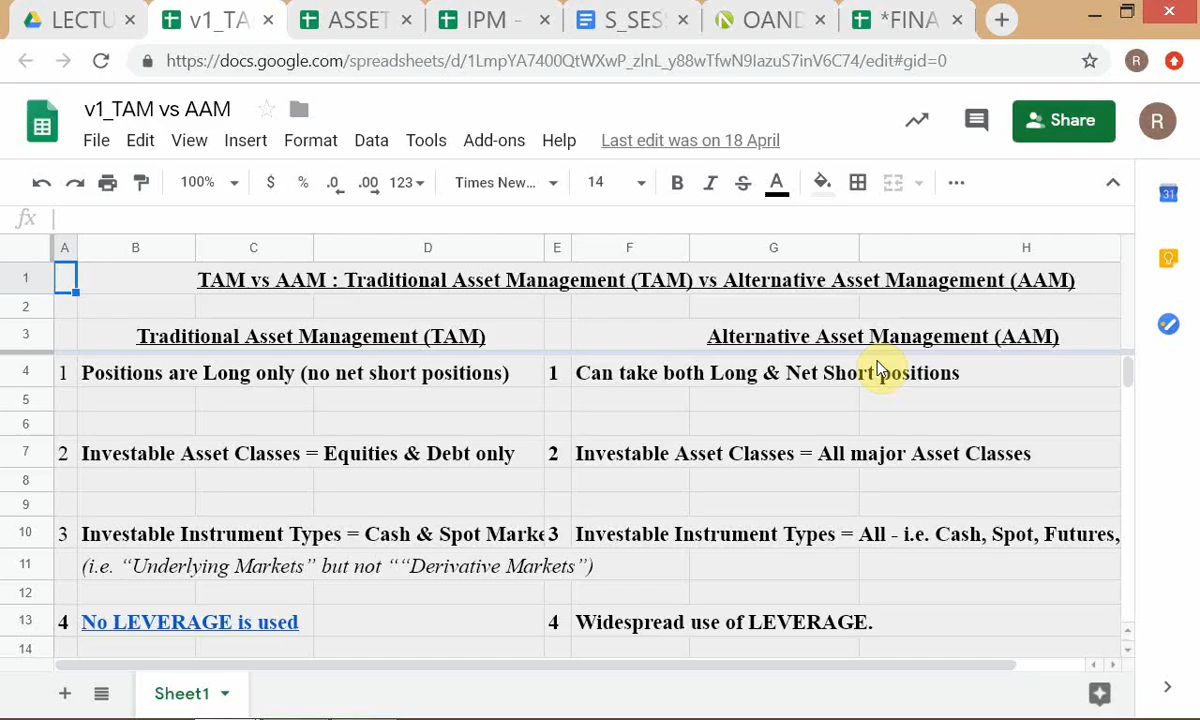 LECTU
v1_TA
ASSET
IPM -
S_SES
OAND
*FINA
https://docs.google.com/spreadsheets/d/1LmpYA7400QtWXwP_zlnL_y88wTfwN9lazuS7inV6C74/edit#gid=0
R
v1_TAM vs AAM
File Edit View Insert Format Data Tools Add-ons Help Last edit was on 18 April
Share
R
100% $ % .0 .00 123 Times New... 14 B I S A
31
fx
A B C D E F G H
1 TAM vs AAM : Traditional Asset Management (TAM) vs Alternative Asset Management (AAM)
2
3 Traditional Asset Management (TAM) Alternative Asset Management (AAM)
4 1 Positions are Long only (no net short positions) 1 Can take both Long & Net Short positions
5
6
7 2 Investable Asset Classes = Equities & Debt only 2 Investable Asset Classes = All major Asset Classes
8
9
10 3 Investable Instrument Types = Cash & Spot Marke 3 Investable Instrument Types = All - i.e. Cash, Spot, Futures,
11 (i.e. “Underlying Markets” but not ““Derivative Markets”)
12
13 4 No LEVERAGE is used 4 Widespread use of LEVERAGE.
14
Sheet1